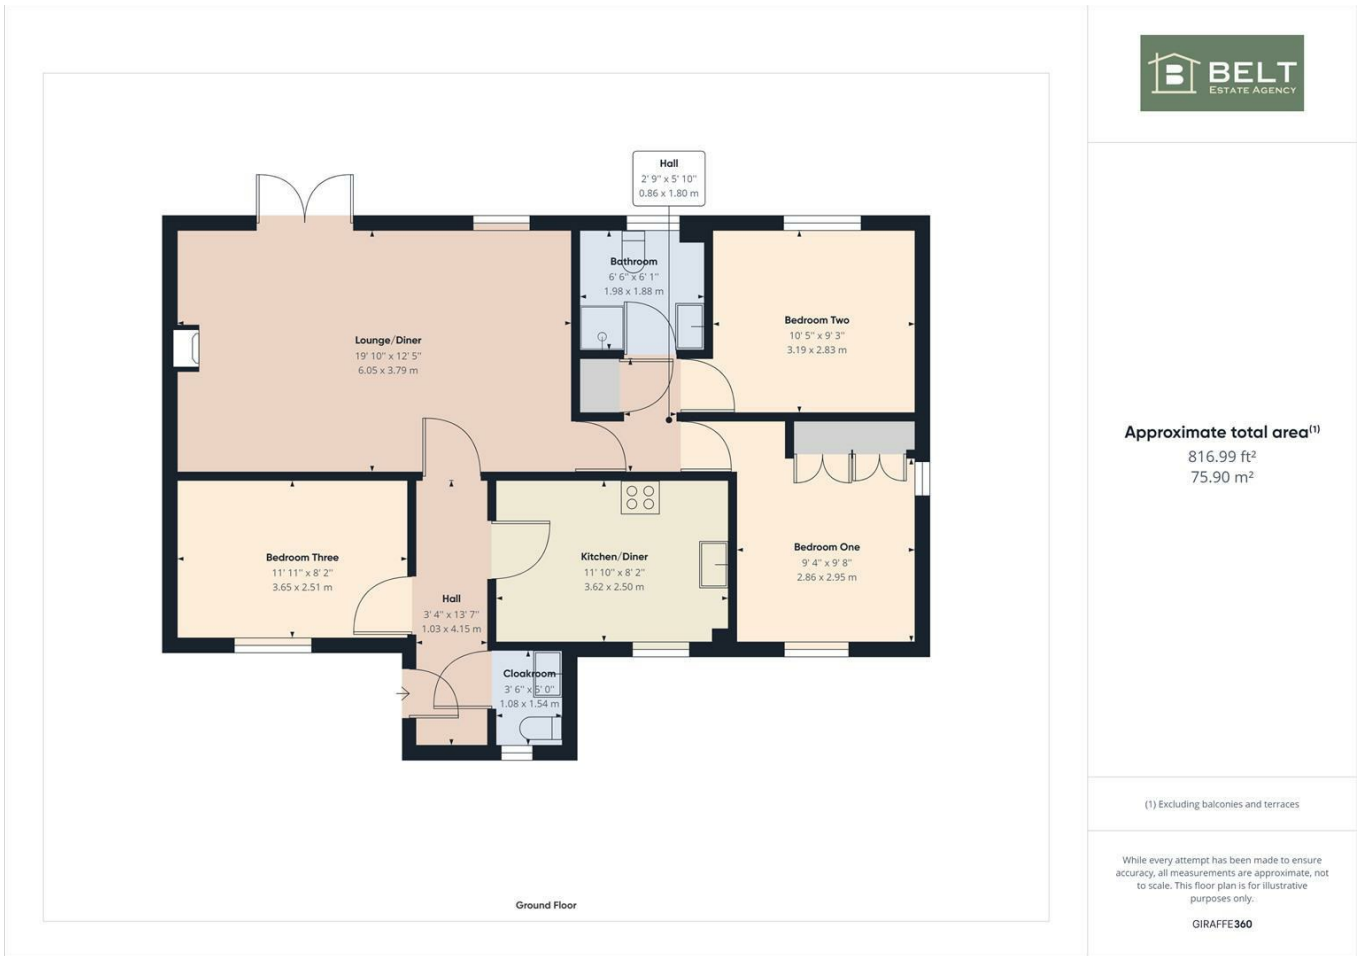 Hall
2' 9" x 5' 10"
0.86 x 1.80 m
Bathroom
6' 6" x 6' 1"
1.98 x 1.88 m
Bedroom Two
10' 5" x 9' 3"
3.19 x 2.83 m
Lounge/Diner
19' 10" x 12' 5"
6.05 x 3.79 m
Bedroom Three
11' 11" x 8' 2"
3.65 x 2.51 m
Hall
3' 4" x 13' 7"
1.03 x 4.15 m
Kitchen/Diner
11' 10" x 8' 2"
3.62 x 2.50 m
Bedroom One
9' 4" x 9' 8"
2.86 x 2.95 m
Cloakroom
3' 6" x 5' 0"
1.08 x 1.54 m
Ground Floor
B BELT
ESTATE AGENCY
Approximate total area(1)
816.99 ft²
75.90 m²
(1) Excluding balconies and terraces
While every attempt has been made to ensure
accuracy, all measurements are approximate, not
to scale. This floor plan is for illustrative
purposes only.
GIRAFFE360